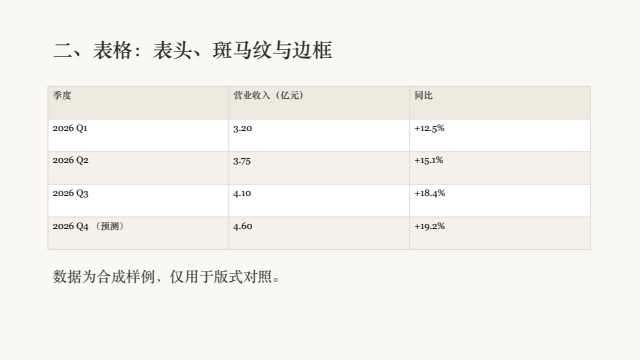 二、表格：表头、斑马纹与边框
季度 营业收入（亿元） 同比
2026 Q1 3.20 +12.5%
2026 Q2 3.75 +15.1%
2026 Q3 4.10 +18.4%
2026 Q4 （预测） 4.60 +19.2%
数据为合成样例，仅用于版式对照。